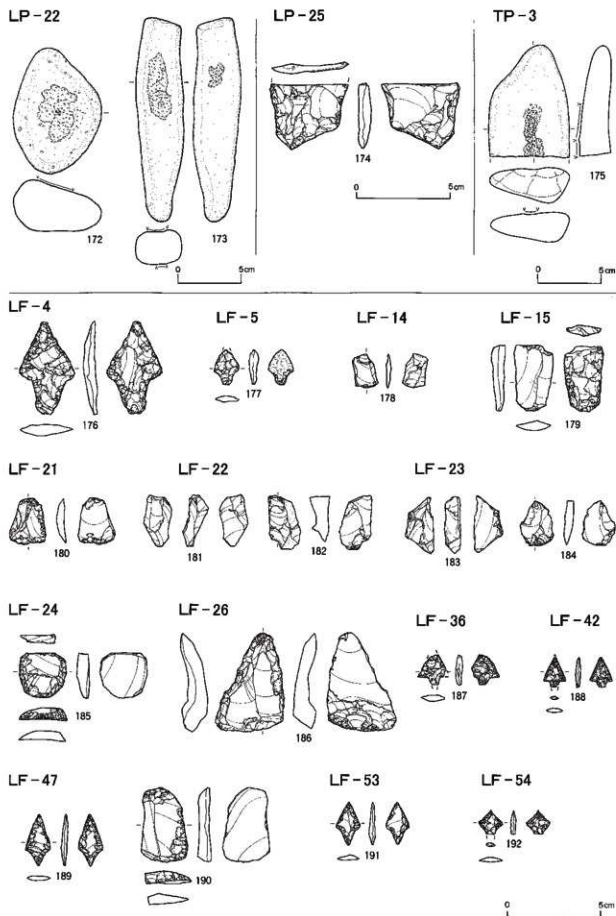 LP-22
LP-25
TP-3
172
173
174
175
0 5cm
0 5cm
0 5cm
LF-4
LF-5
LF-14
LF-15
176
177
178
179
LF-21
LF-22
LF-23
180
181
182
183
184
LF-24
LF-26
LF-36
LF-42
185
186
187
188
LF-47
LF-53
LF-54
189
190
191
192
0 5cm